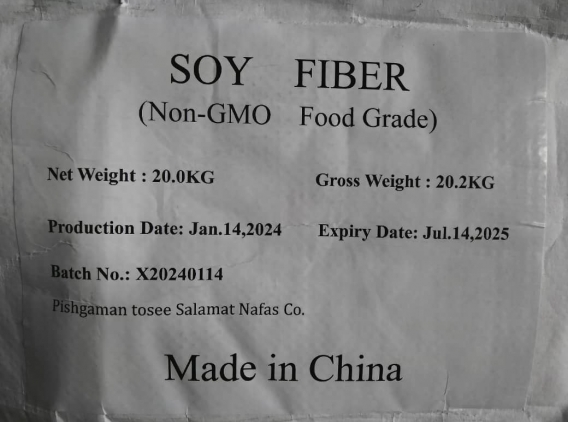 SOY FIBER
(Non-GMO Food Grade)
Net Weight : 20.0KG Gross Weight : 20.2KG
Production Date: Jan.14,2024 Expiry Date: Jul.14,2025
Batch No.: X20240114
Pishgaman tosee Salamat Nafas Co.
Made in China